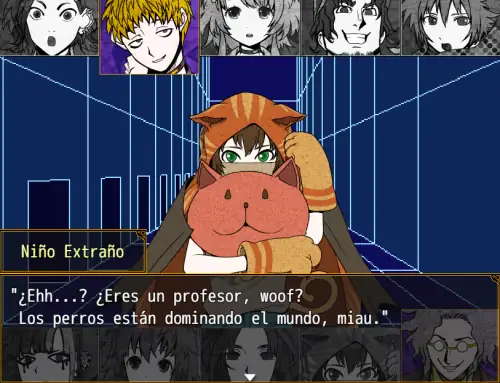 Niño Extraño
"¿Ehh...? ¿Eres un profesor, woof?
Los perros están dominando el mundo, miau."